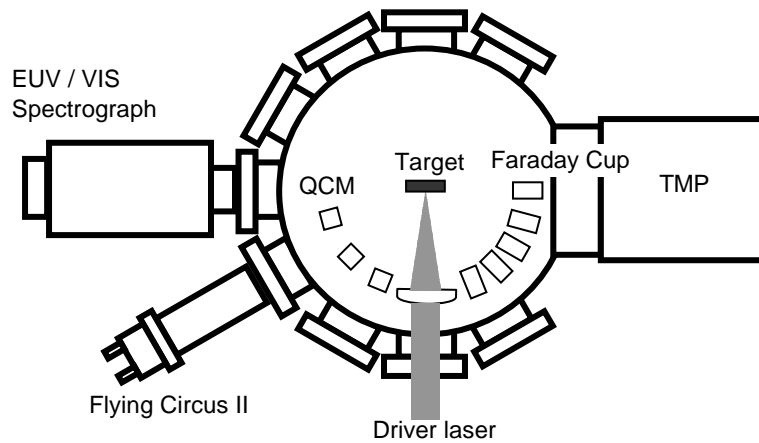 EUV / VIS
Spectrograph
QCM
Target
Faraday Cup
TMP
Flying Circus II
Driver laser